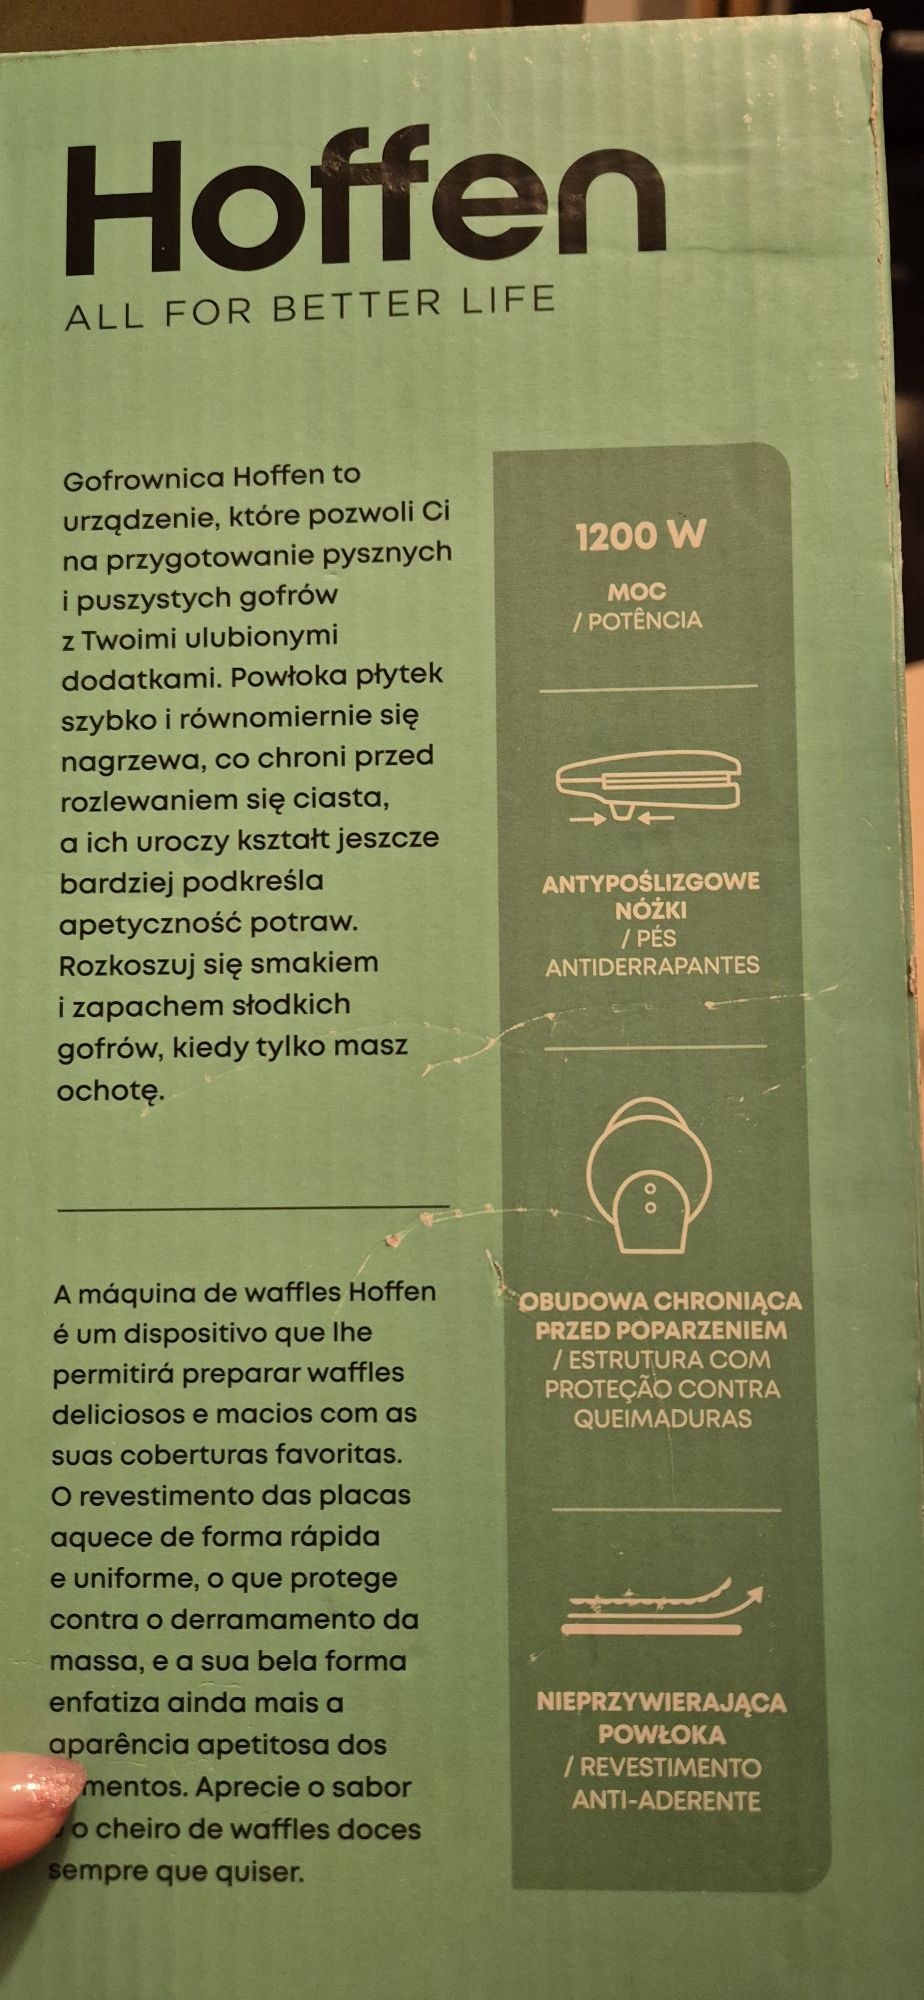 Hoffen
ALL FOR BETTER LIFE
Gofrownica Hoffen to
urządzenie, które pozwoli Ci
na przygotowanie pysznych
i puszystych gofrów
z Twoimi ulubionymi
dodatkami. Powłoka płytek
szybko i równomiernie się
nagrzewa, co chroni przed
rozlewaniem się ciasta,
a ich uroczy kształt jeszcze
bardziej podkreśla
apetyczność potraw.
Rozkoszuj się smakiem
i zapachem słodkich
gofrów, kiedy tylko masz
ochotę.
A máquina de waffles Hoffen
é um dispositivo que lhe
permitirá preparar waffles
deliciosos e macios com as
suas coberturas favoritas.
O revestimento das placas
aquece de forma rápida
e uniforme, o que protege
contra o derramamento da
massa, e a sua bela forma
enfatiza ainda mais a
aparência apetitosa dos
mentos. Aprecie o sabor
o cheiro de waffles doces
sempre que quiser.
1200 W
MOC
/ POTÊNCIA
ANTYPOŚLIZGOWE
NÓŻKI
/ PÉS
ANTIDERRAPANTES
OBUDOWA CHRONIĄCA
PRZED POPARZENIEM
/ ESTRUTURA COM
PROTEÇÃO CONTRA
QUEIMADURAS
NIEPRZYWIERAJĄCA
POWŁOKA
/ REVESTIMENTO
ANTI-ADERENTE